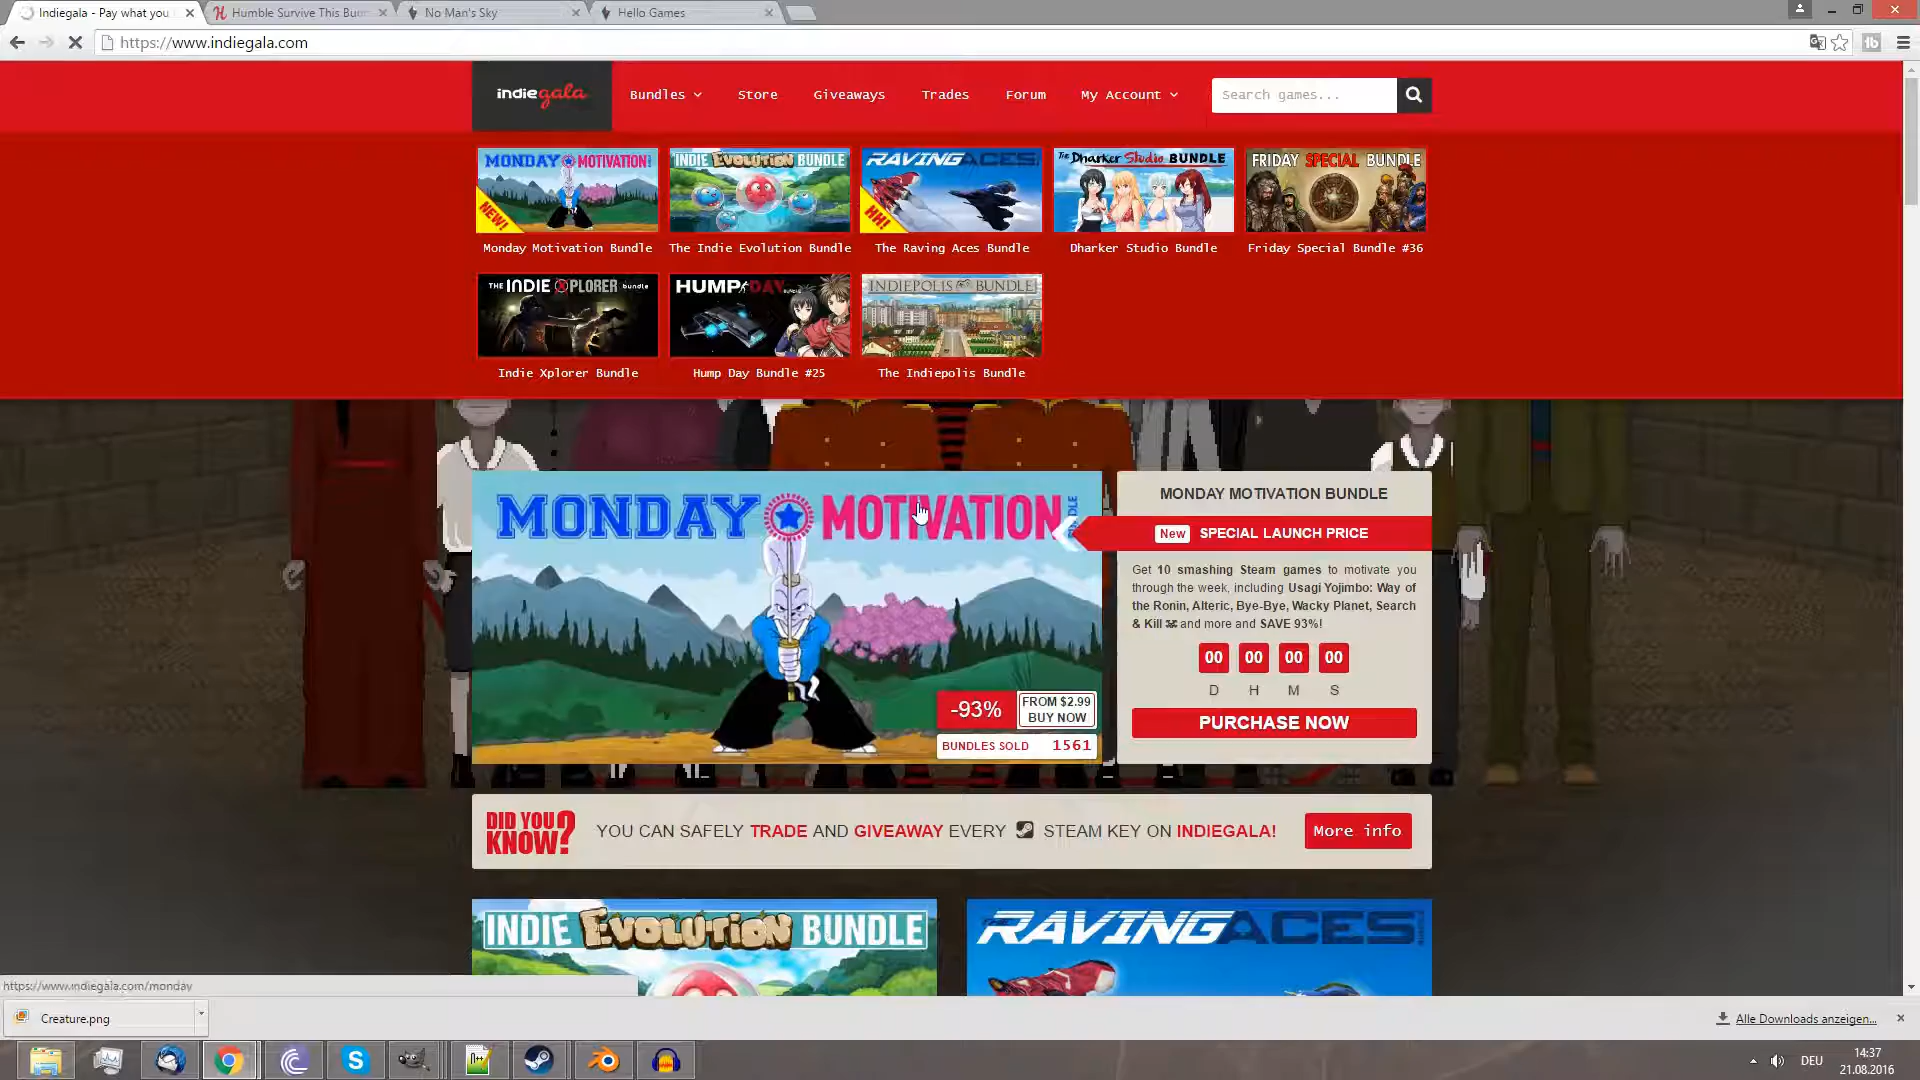 Indiegala - Pay what you
Humble Survive This Bun
No Man's Sky
Hello Games
https://www.indiegala.com
indiegala
Bundles
Store
Giveaways
Trades
Forum
My Account
Search games...
MONDAY MOTIVATION
NEW!
INDIE EVOLUTION BUNDLE
RAVING ACES
HH!
The Dharker Studio BUNDLE
FRIDAY SPECIAL BUNDLE
Monday Motivation Bundle
The Indie Evolution Bundle
The Raving Aces Bundle
Dharker Studio Bundle
Friday Special Bundle #36
THE INDIE XPLORER bundle
HUMP DAY BUNDLE
INDIEPOLIS BUNDLE
Indie Xplorer Bundle
Hump Day Bundle #25
The Indiepolis Bundle
MONDAY MOTIVATION
MONDAY MOTIVATION BUNDLE
New SPECIAL LAUNCH PRICE
Get 10 smashing Steam games to motivate you
through the week, including Usagi Yojimbo: Way of
the Ronin, Alteric, Bye-Bye, Wacky Planet, Search
& Kill and more and SAVE 93%!
00 00 00 00
D H M S
PURCHASE NOW
-93%
FROM $2.99
BUY NOW
BUNDLES SOLD 1561
DID YOU
KNOW?
YOU CAN SAFELY TRADE AND GIVEAWAY EVERY STEAM KEY ON INDIEGALA!
More info
INDIE EVOLUTION BUNDLE
RAVING ACES
https://www.indiegala.com/monday
Creature.png
Alle Downloads anzeigen...
DEU
14:37
21.08.2016